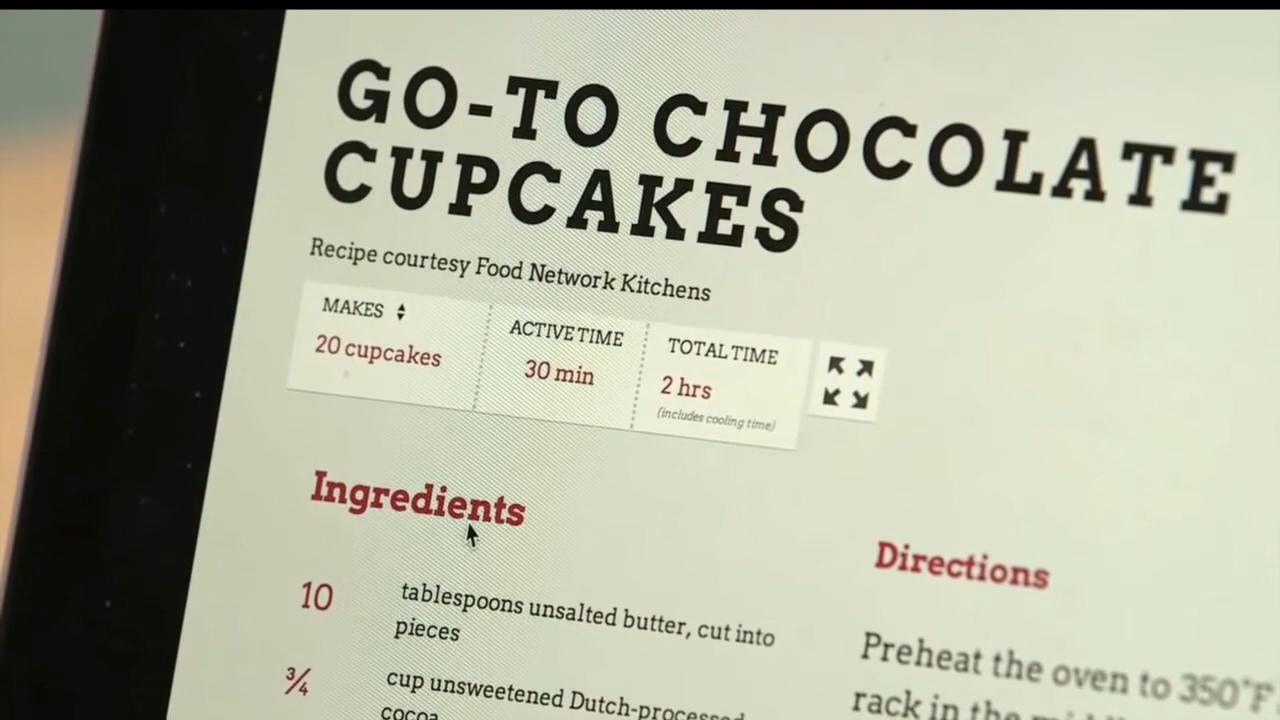 GO-TO CHOCOLATE
CUPCAKES
Recipe courtesy Food Network Kitchens
MAKES
20 cupcakes
ACTIVE TIME
30 min
TOTAL TIME
2 hrs
(includes cooling time)
Ingredients
10 tablespoons unsalted butter, cut into
pieces
¾ cup unsweetened Dutch-processed
cocoa
Directions
Preheat the oven to 350°F
rack in the